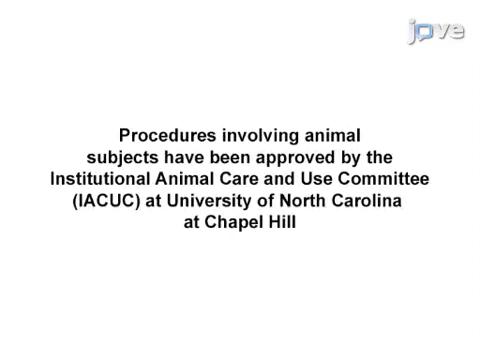 jove
Procedures involving animal
subjects have been approved by the
Institutional Animal Care and Use Committee
(IACUC) at University of North Carolina
at Chapel Hill